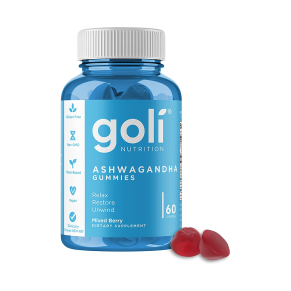 goli®
NUTRITION
ASHWAGANDHA
GUMMIES
Relax
Restore
Unwind
60
Mixed Berry
DIETARY SUPPLEMENT
Gluten-Free
Non-GMO
Plant-Based
Vegan